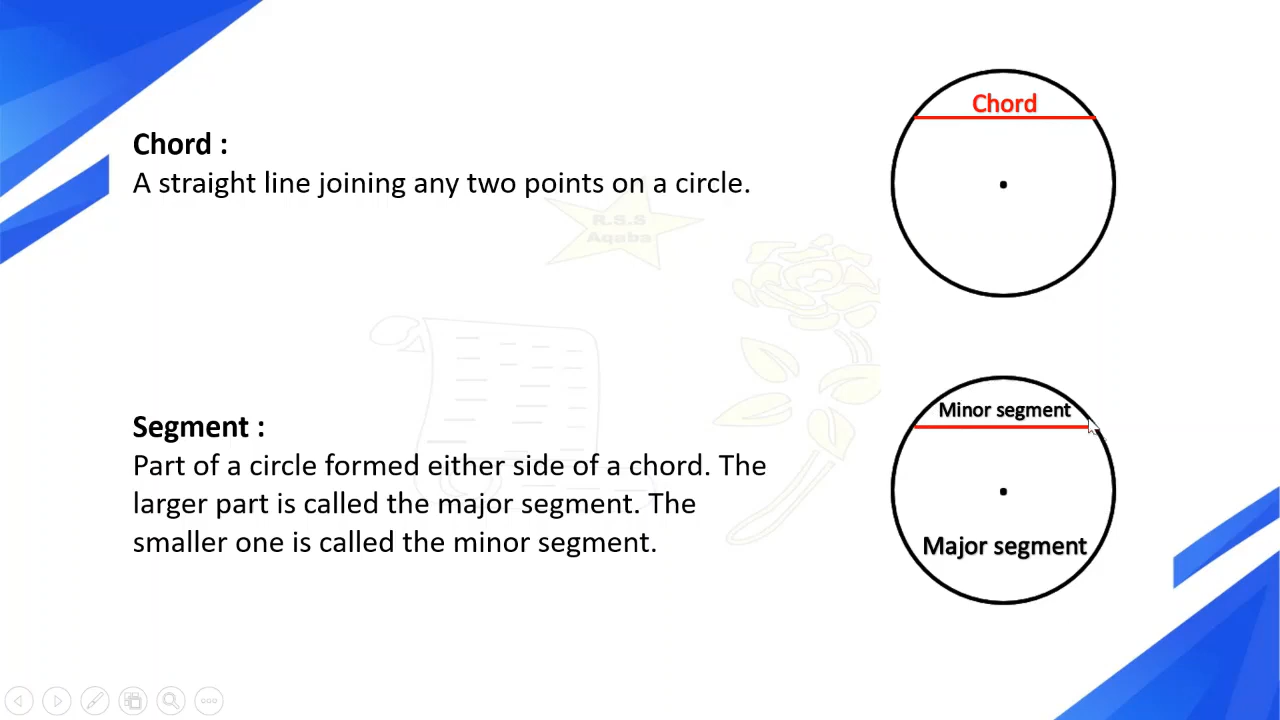 Chord
Chord :
A straight line joining any two points on a circle.
R.S.S
Aqaba
Minor segment
Segment :
Part of a circle formed either side of a chord. The
larger part is called the major segment. The
smaller one is called the minor segment.
Major segment